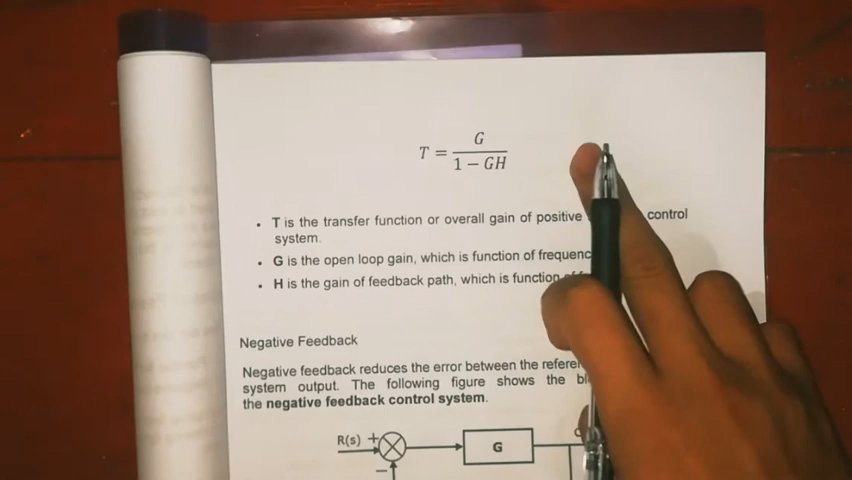 T = G / 1 − GH
• T is the transfer function or overall gain of positive control
system.
• G is the open loop gain, which is function of
• H is the gain of feedback path, which is function
Negative Feedback
Negative feedback reduces the error between the
system output. The following figure shows the
the negative feedback control system.
R(s) +
G
−